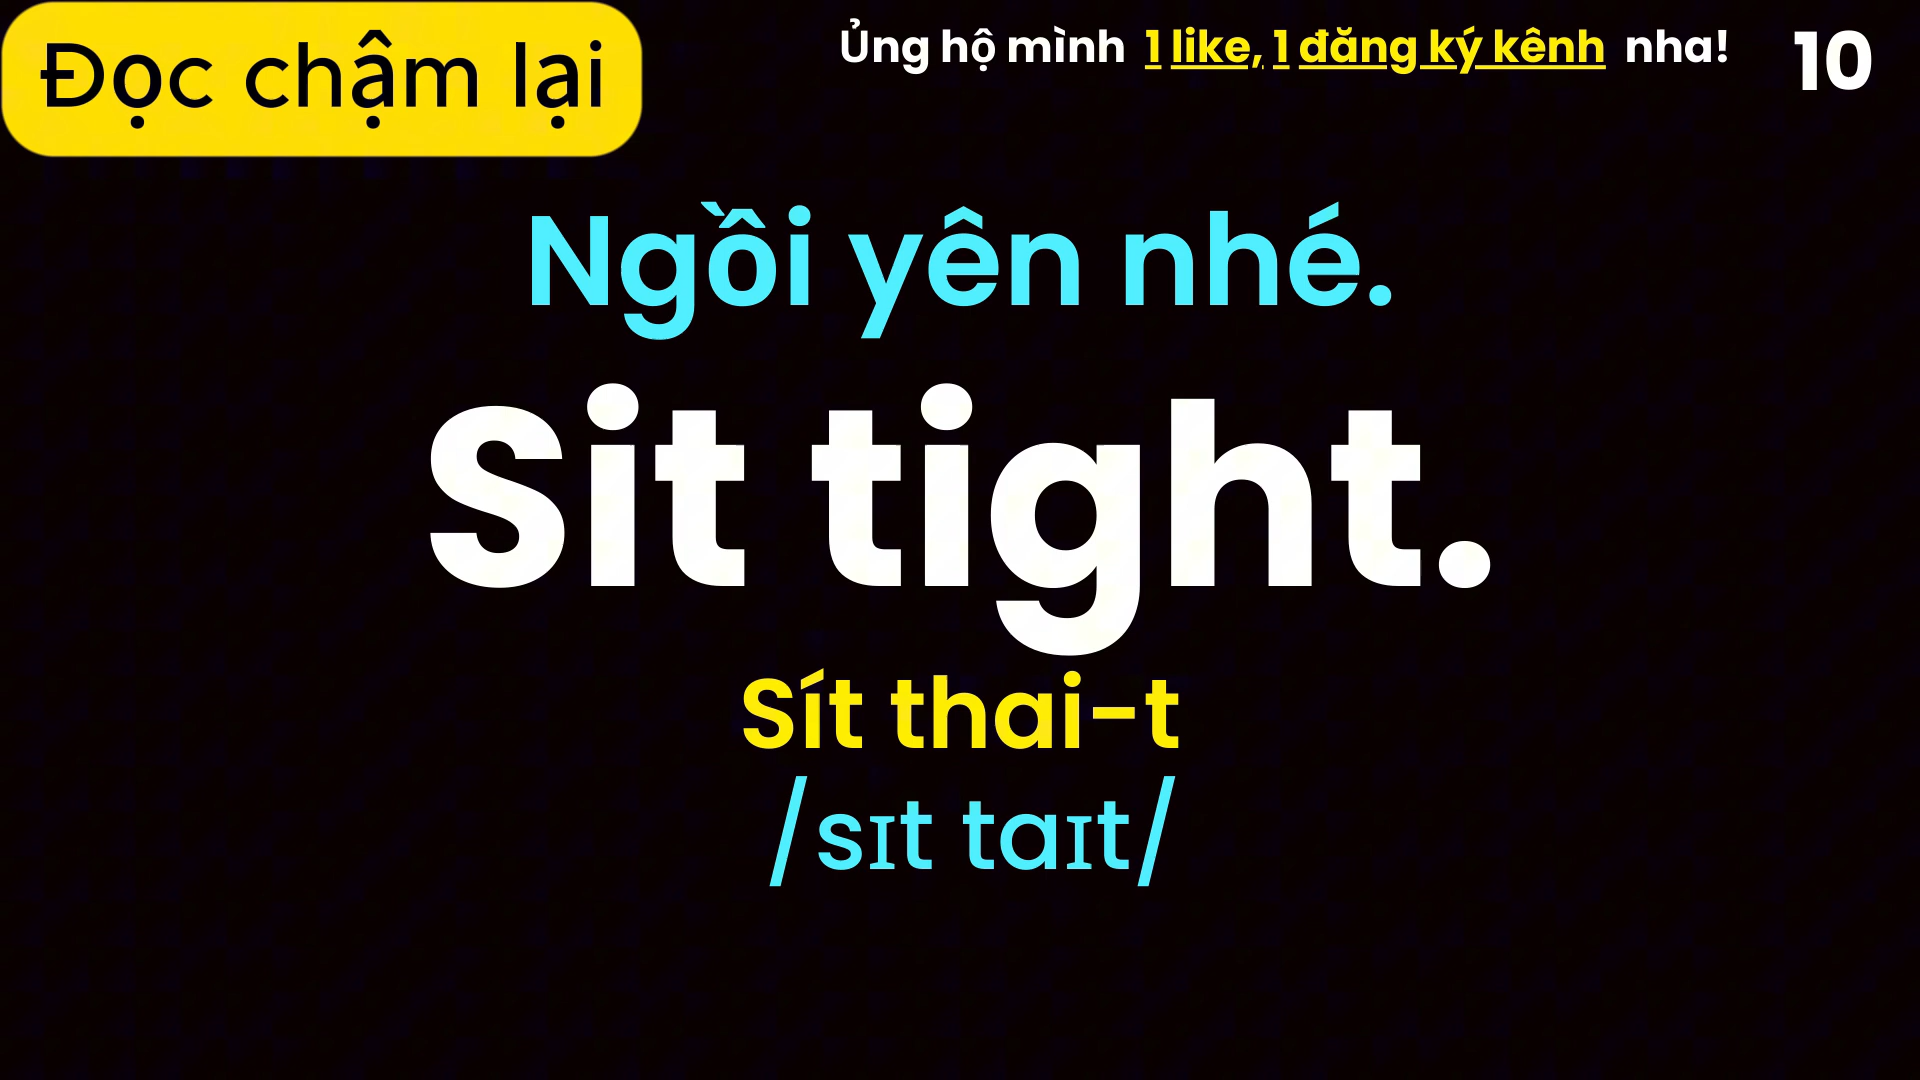 Đọc chậm lại
Ủng hộ mình 1 like, 1 đăng ký kênh nha!
10
Ngồi yên nhé.
Sit tight.
Sít thai-t
/sɪt taɪt/